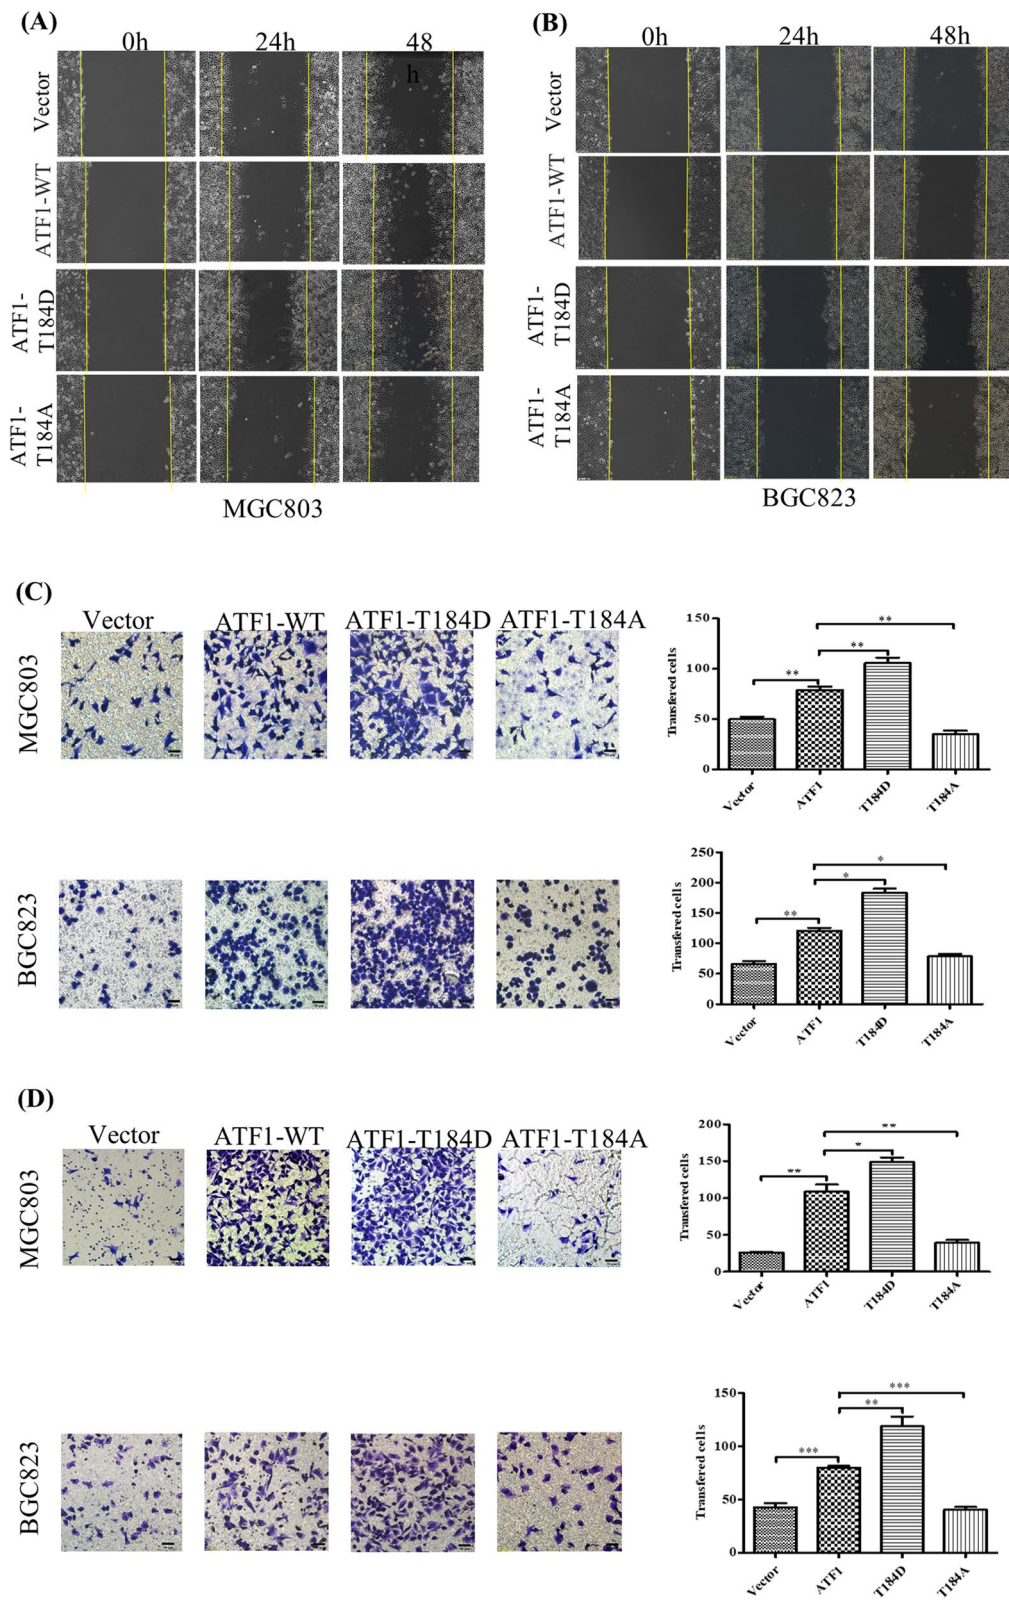 (A)
0h 24h 48
h
Vector
ATF1-WT
ATF1-
T184D
ATF1-
T184A
MGC803
(B)
0h 24h 48h
Vector
ATF1-WT
ATF1-
T184D
ATF1-
T184A
BGC823
(C)
Vector ATF1-WT ATF1-T184D ATF1-T184A
MGC803
Transfered cells
150
100
50
0
** ** **
Vector ATF1 T184D T184A
BGC823
Transfered cells
250
200
150
100
50
0
** * *
Vector ATF1 T184D T184A
(D)
Vector ATF1-WT ATF1-T184D ATF1-T184A
MGC803
Transfered cells
200
150
100
50
0
** * **
Vector ATF1 T184D T184A
BGC823
Transfered cells
150
100
50
0
*** ** ***
Vector ATF1 T184D T184A